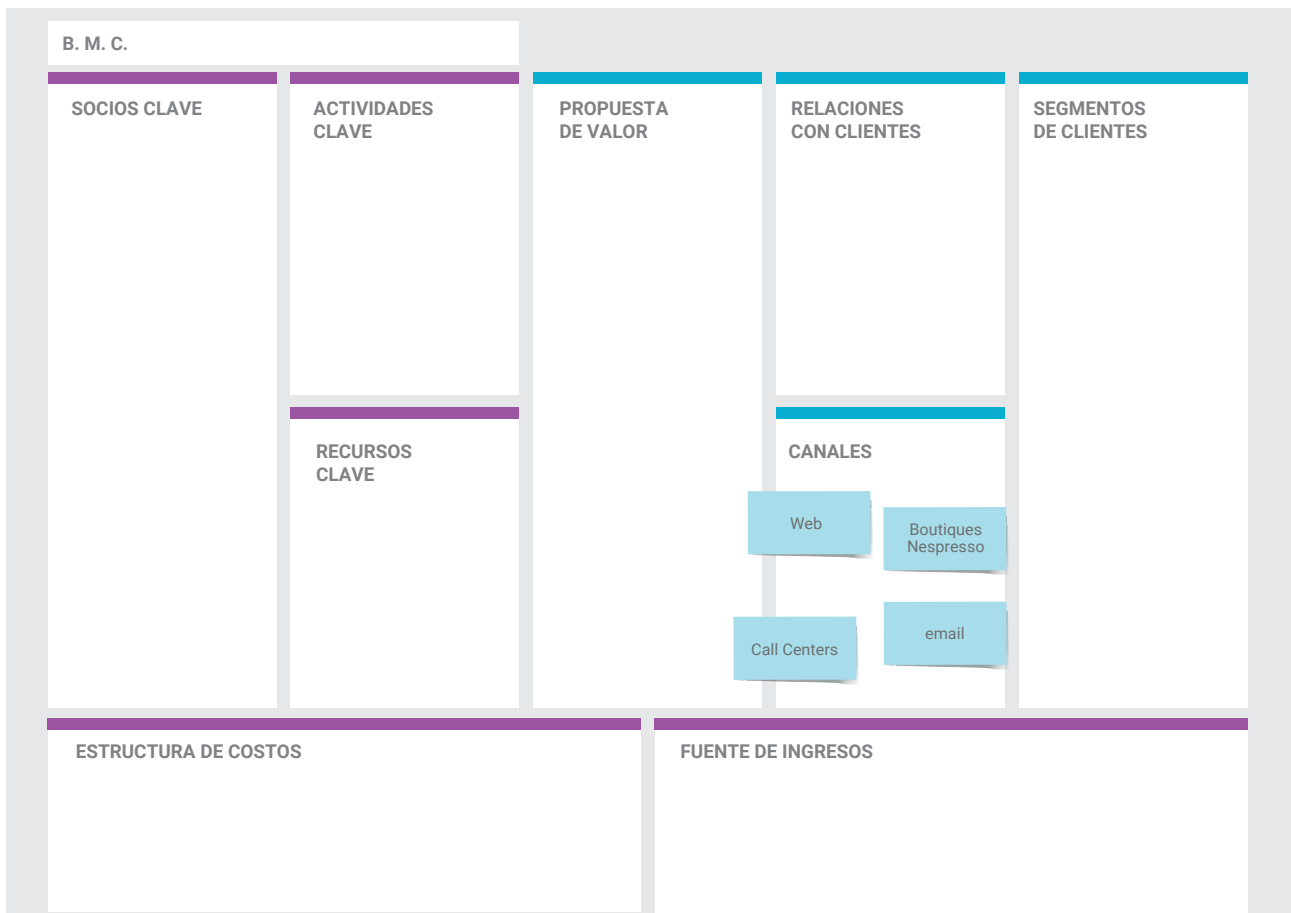 B. M. C.
SOCIOS CLAVE
ACTIVIDADES
CLAVE
PROPUESTA
DE VALOR
RELACIONES
CON CLIENTES
SEGMENTOS
DE CLIENTES
RECURSOS
CLAVE
CANALES
Web
Boutiques
Nespresso
Call Centers
email
ESTRUCTURA DE COSTOS
FUENTE DE INGRESOS